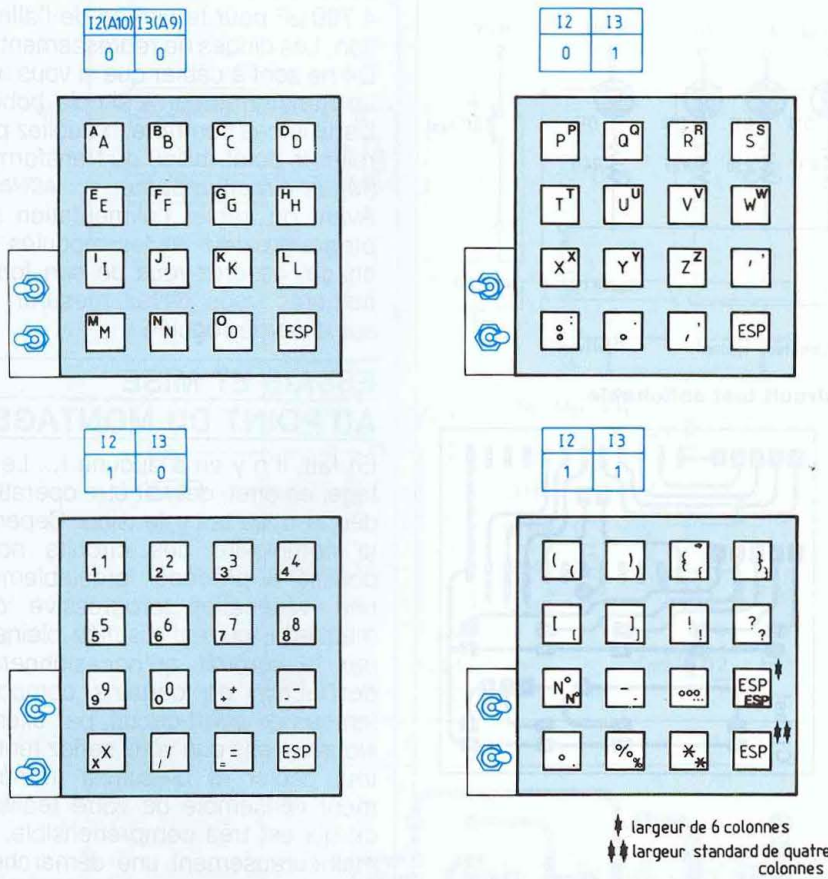 I2(A10) I3(A9)
0 0
A A B B C C D D
E E F F G G H H
I I J J K K L L
M M N N O O ESP
I2 I3
0 1
P P Q Q R R S S
T T U U V V W W
X X Y Y Z Z ' '
: : . . , , ESP
I2 I3
1 0
1 1 2 2 3 3 4 4
5 5 6 6 7 7 8 8
9 9 0 0 + + - -
X X / / = = ESP
I2 I3
1 1
( ( ) ) { { } }
[ [ ] ] ! ! ? ?
N° N° - - ... ... ESP ESP
° . % % * * ESP
largeur de 6 colonnes
largeur standard de quatre
colonnes